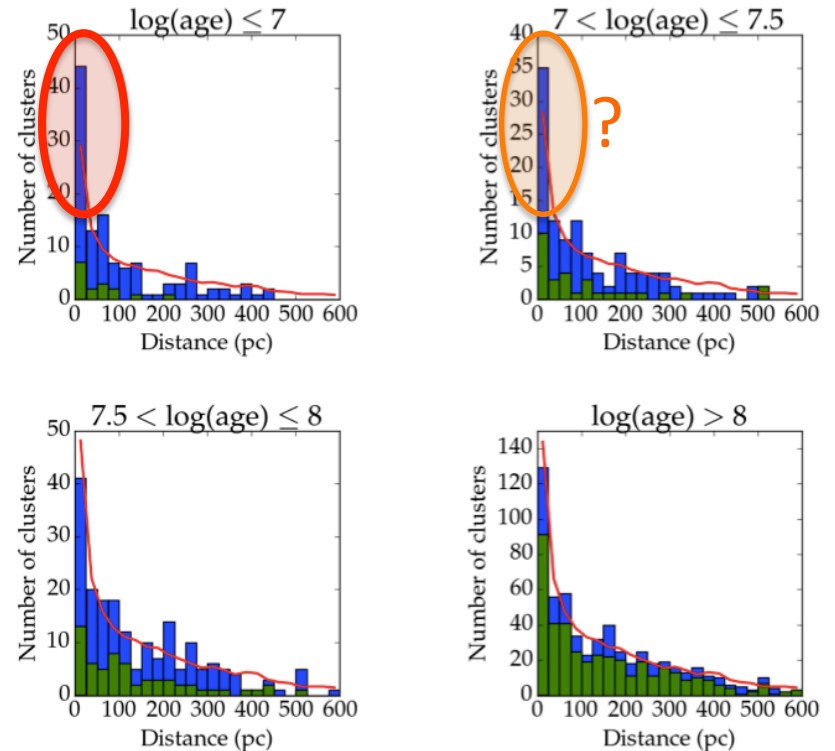 log(age) ≤ 7
50
40
30
20
10
0
Number of clusters
0 100 200 300 400 500 600
Distance (pc)
7 < log(age) ≤ 7.5
40
35
30
25
20
15
10
5
0
Number of clusters
?
0 100 200 300 400 500 600
Distance (pc)
7.5 < log(age) ≤ 8
50
40
30
20
10
0
Number of clusters
0 100 200 300 400 500 600
Distance (pc)
log(age) > 8
140
120
100
80
60
40
20
0
Number of clusters
0 100 200 300 400 500 600
Distance (pc)